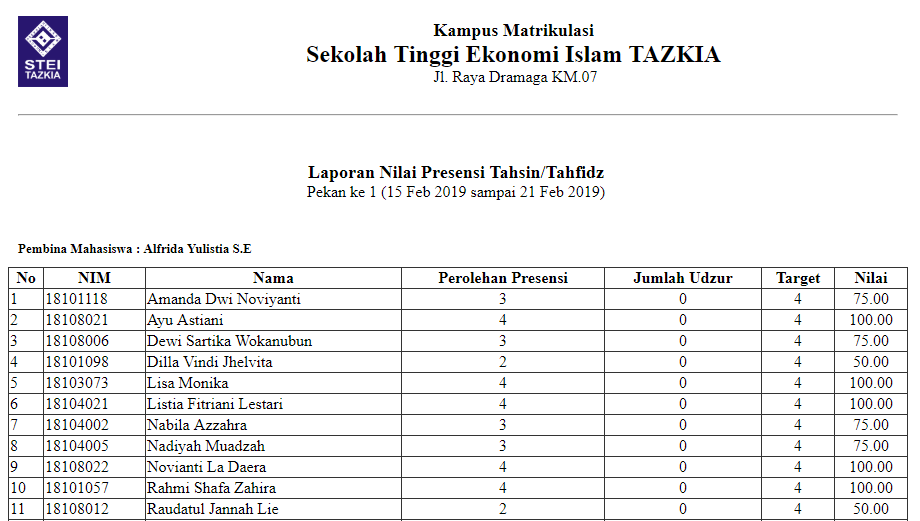 STEI
TAZKIA
Kampus Matrikulasi
Sekolah Tinggi Ekonomi Islam TAZKIA
Jl. Raya Dramaga KM.07
Laporan Nilai Presensi Tahsin/Tahfidz
Pekan ke 1 (15 Feb 2019 sampai 21 Feb 2019)
Pembina Mahasiswa : Alfrida Yulistia S.E
No NIM Nama Perolehan Presensi Jumlah Udzur Target Nilai
1 18101118 Amanda Dwi Noviyanti 3 0 4 75.00
2 18108021 Ayu Astiani 4 0 4 100.00
3 18108006 Dewi Sartika Wokanubun 3 0 4 75.00
4 18101098 Dilla Vindi Jhelvita 2 0 4 50.00
5 18103073 Lisa Monika 4 0 4 100.00
6 18104021 Listia Fitriani Lestari 4 0 4 100.00
7 18104002 Nabila Azzahra 3 0 4 75.00
8 18104005 Nadiyah Muadzah 3 0 4 75.00
9 18108022 Novianti La Daera 4 0 4 100.00
10 18101057 Rahmi Shafa Zahira 4 0 4 100.00
11 18108012 Raudatul Jannah Lie 2 0 4 50.00